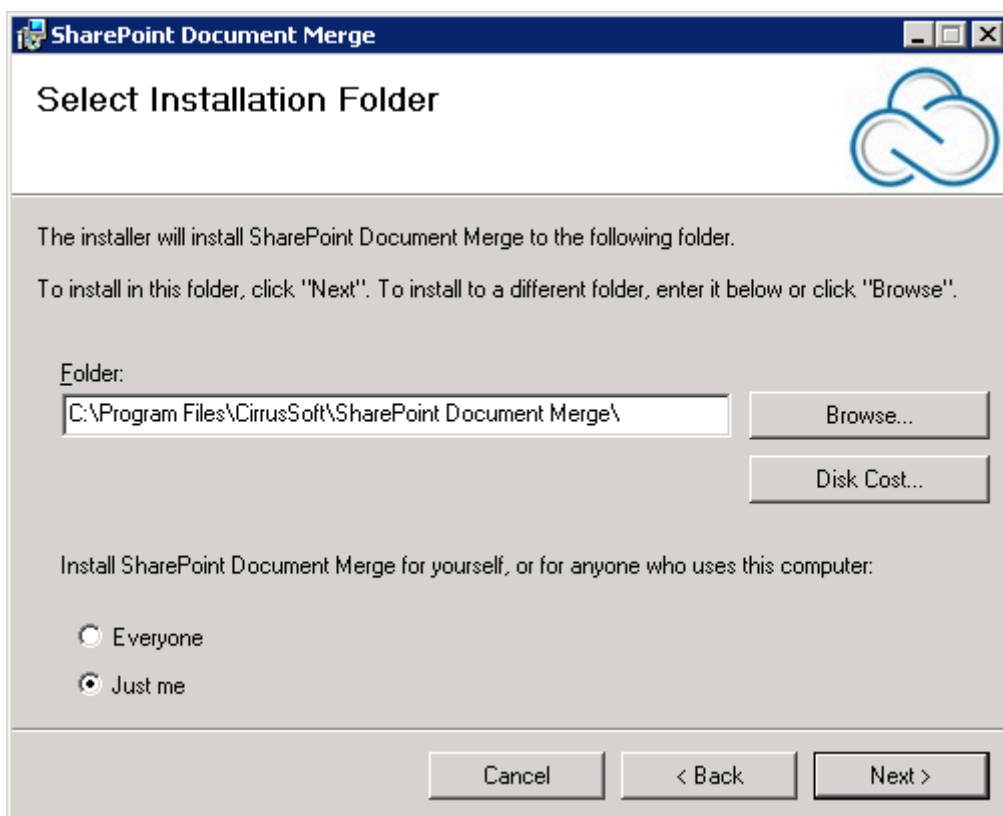 SharePoint Document Merge
Select Installation Folder
The installer will install SharePoint Document Merge to the following folder.
To install in this folder, click "Next". To install to a different folder, enter it below or click "Browse".
Folder:
C:\Program Files\CirrusSoft\SharePoint Document Merge\
Browse...
Disk Cost...
Install SharePoint Document Merge for yourself, or for anyone who uses this computer:
Everyone
Just me
Cancel
< Back
Next >